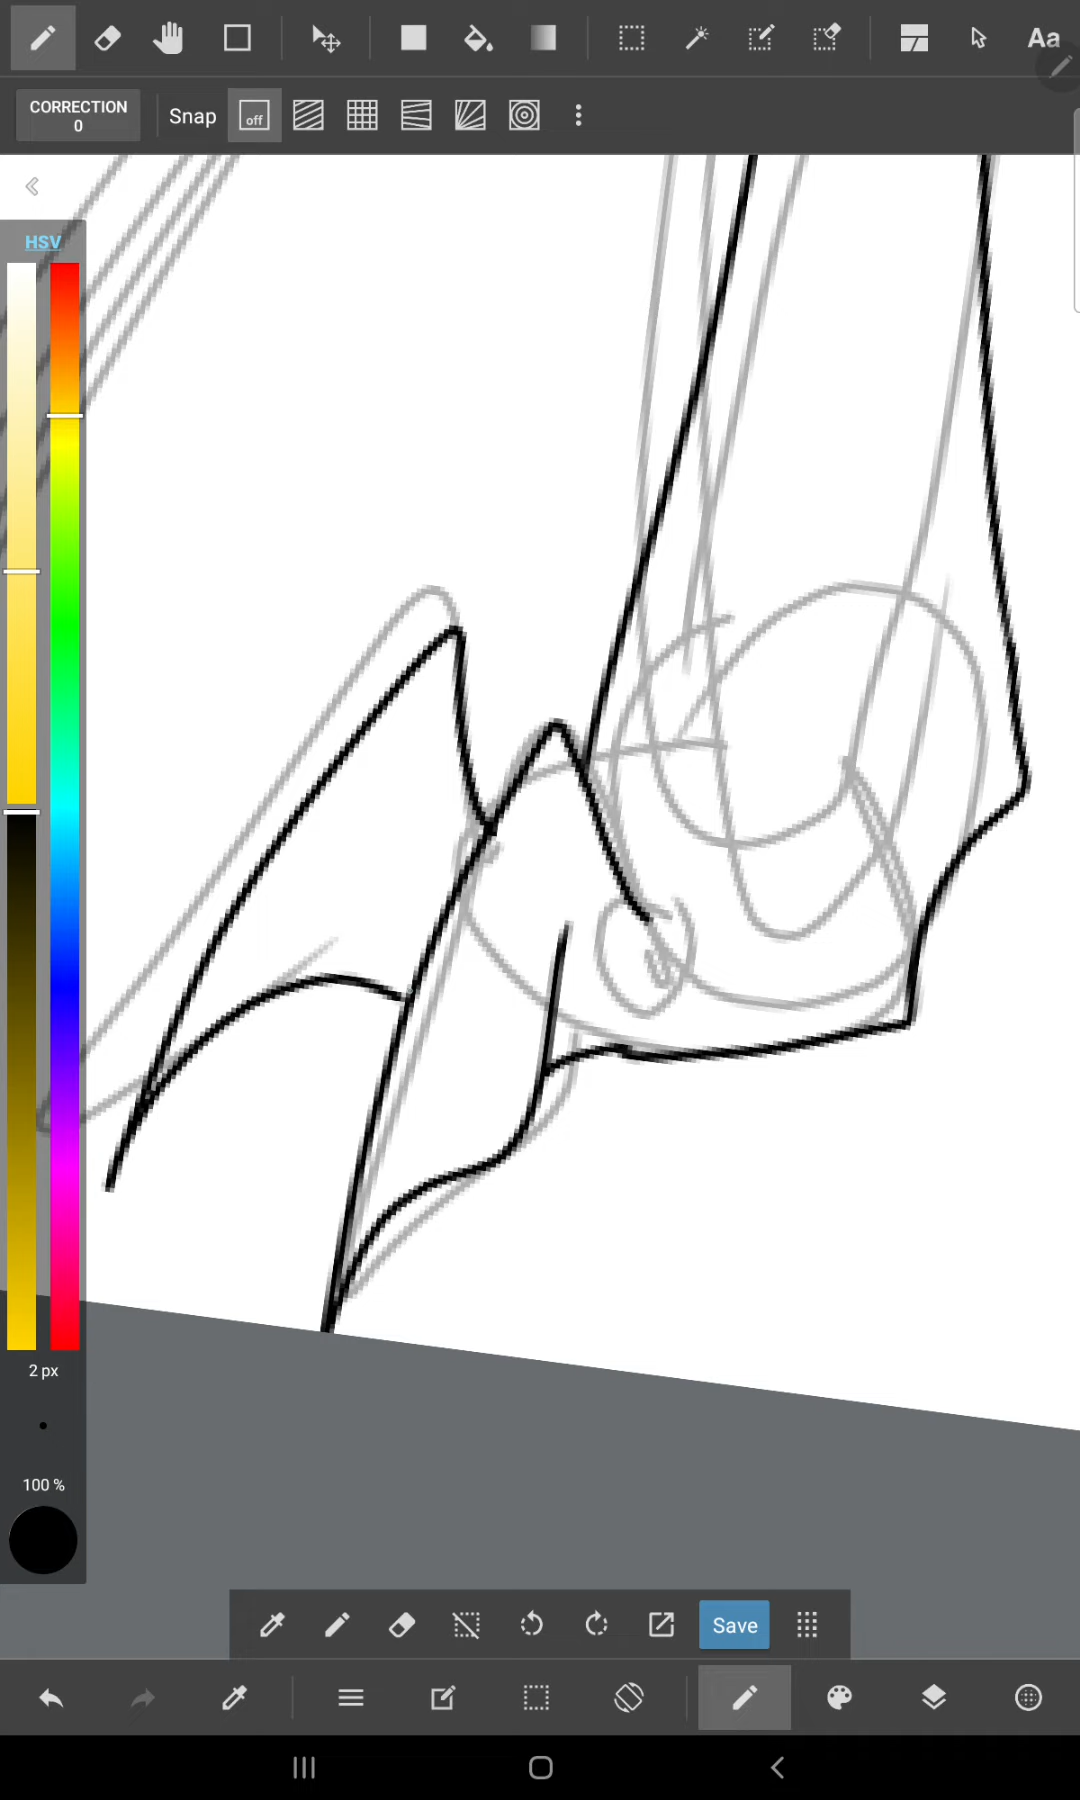 Aa
CORRECTION
0
Snap
off
HSV
2 px
100 %
Save